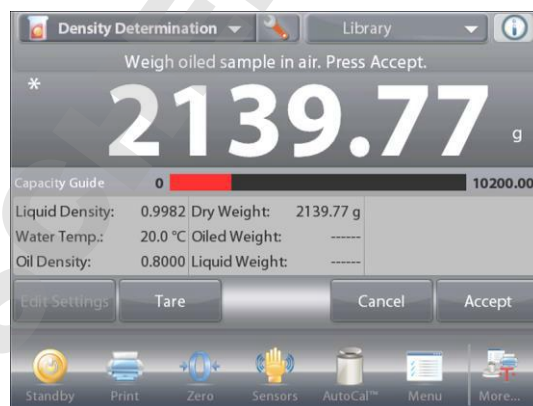 Density Determination Library
Weigh oiled sample in air. Press Accept.
*
2139.77 g
Capacity Guide 0 10200.00
Liquid Density: 0.9982 Dry Weight: 2139.77 g
Water Temp.: 20.0 °C Oiled Weight: ------
Oil Density: 0.8000 Liquid Weight: ------
Edit Settings Tare Cancel Accept
Standby Print Zero Sensors AutoCal™ Menu More...